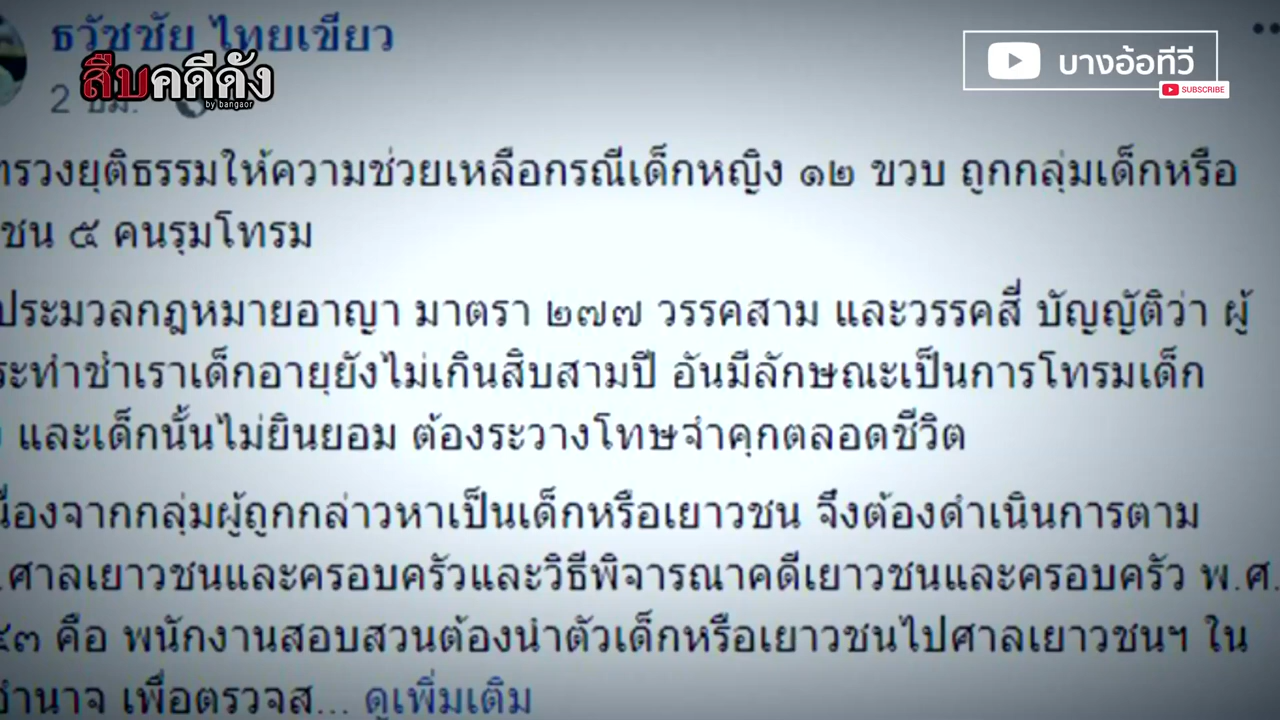 ธวัชชัย ไทยเขียว
สืบคดีดัง
by bangaor
2 ชม.
บางอ้อทีวี
SUBSCRIBE
ทรวงยุติธรรมให้ความช่วยเหลือกรณีเด็กหญิง ๑๒ ขวบ ถูกกลุ่มเด็กหรือ
ชน ๕ คนรุมโทรม
ประมวลกฎหมายอาญา มาตรา ๒๗๗ วรรคสาม และวรรคสี่ บัญญัติว่า ผู้
ระทำชำเราเด็กอายุยังไม่เกินสิบสามปี อันมีลักษณะเป็นการโทรมเด็ก
และเด็กนั้นไม่ยินยอม ต้องระวางโทษจำคุกตลอดชีวิต
นื่องจากกลุ่มผู้ถูกกล่าวหาเป็นเด็กหรือเยาวชน จึงต้องดำเนินการตาม
.ศาลเยาวชนและครอบครัวและวิธีพิจารณาคดีเยาวชนและครอบครัว พ.ศ.
๕๓ คือ พนักงานสอบสวนต้องนำตัวเด็กหรือเยาวชนไปศาลเยาวชนฯ ใน
อำนาจ เพื่อตรวจส... ดูเพิ่มเติม